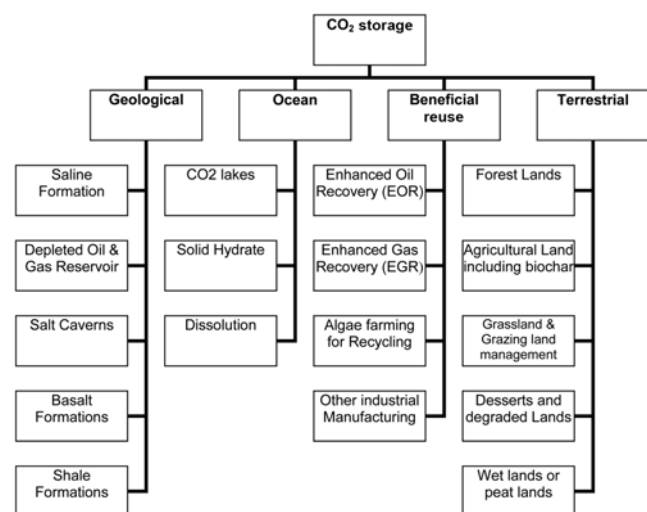 CO₂ storage
Geological
Ocean
Beneficial
reuse
Terrestrial
Saline
Formation
Depleted Oil &
Gas Reservoir
Salt Caverns
Basalt
Formations
Shale
Formations
CO2 lakes
Solid Hydrate
Dissolution
Enhanced Oil
Recovery (EOR)
Enhanced Gas
Recovery (EGR)
Algae farming
for Recycling
Other industrial
Manufacturing
Forest Lands
Agricultural Land
including biochar
Grassland &
Grazing land
management
Desserts and
degraded Lands
Wet lands or
peat lands